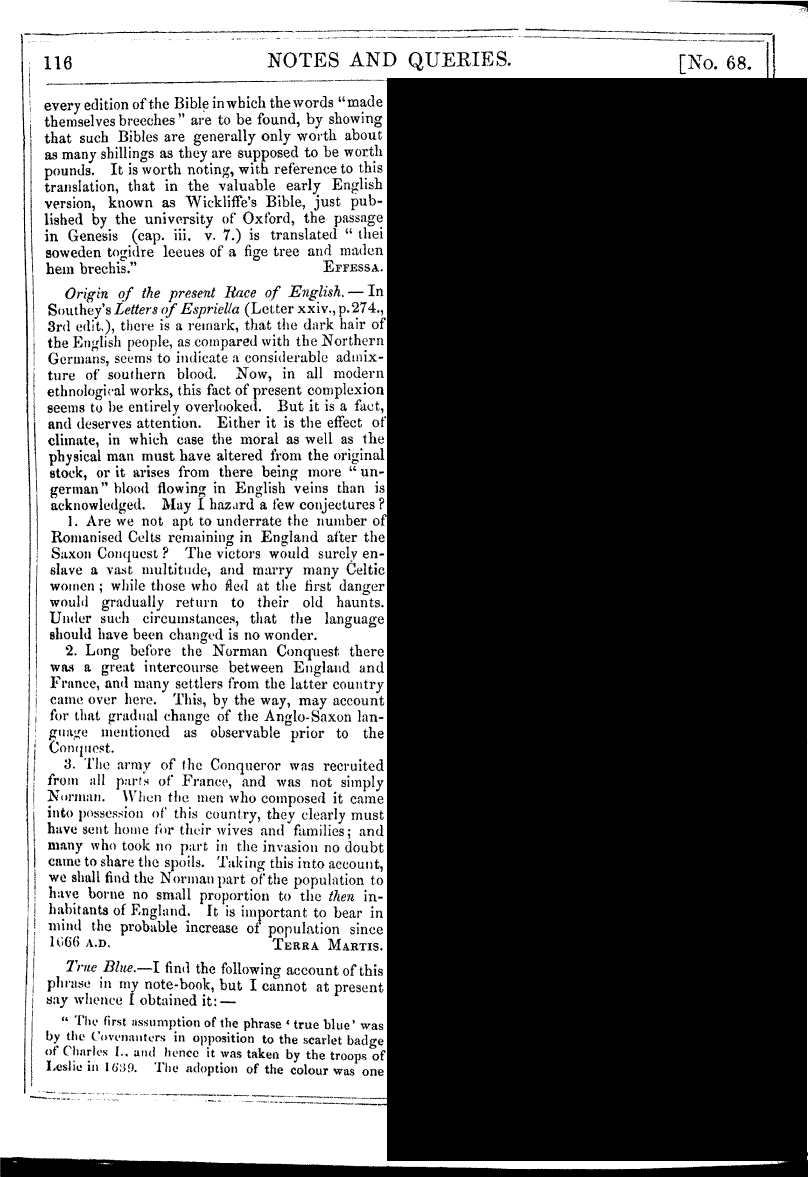 116 NOTES AND QUERIES. [No. 68.
every edition of the Bible in which the words "made
themselves breeches" are to be found, by showing
that such Bibles are generally only worth about
as many shillings as they are supposed to be worth
pounds. It is worth noting, with reference to this
translation, that in the valuable early English
version, known as Wickliffe's Bible, just pub-
lished by the university of Oxford, the passage
in Genesis (cap. iii. v. 7.) is translated "thei
soweden togidre leeues of a fige tree and maden
hem brechis." EFFESSA.
Origin of the present Race of English. — In
Southey's Letters of Espriella (Letter xxiv., p. 274.,
3rd edit.), there is a remark, that the dark hair of
the English people, as compared with the Northern
Germans, seems to indicate a considerable admix-
ture of southern blood. Now, in all modern
ethnological works, this fact of present complexion
seems to be entirely overlooked. But it is a fact,
and deserves attention. Either it is the effect of
climate, in which case the moral as well as the
physical man must have altered from the original
stock, or it arises from there being more "un-
german" blood flowing in English veins than is
acknowledged. May I hazard a few conjectures?
1. Are we not apt to underrate the number of
Romanised Celts remaining in England after the
Saxon Conquest? The victors would surely en-
slave a vast multitude, and marry many Celtic
women; while those who fled at the first danger
would gradually return to their old haunts.
Under such circumstances, that the language
should have been changed is no wonder.
2. Long before the Norman Conquest there
was a great intercourse between England and
France, and many settlers from the latter country
came over here. This, by the way, may account
for that gradual change of the Anglo-Saxon lan-
guage mentioned as observable prior to the
Conquest.
3. The army of the Conqueror was recruited
from all parts of France, and was not simply
Norman. When the men who composed it came
into possession of this country, they clearly must
have sent home for their wives and families; and
many who took no part in the invasion no doubt
came to share the spoils. Taking this into account,
we shall find the Norman part of the population to
have borne no small proportion to the then in-
habitants of England. It is important to bear in
mind the probable increase of population since
1066 A.D. TERRA MARTIS.
True Blue.—I find the following account of this
phrase in my note-book, but I cannot at present
say whence I obtained it: —
"The first assumption of the phrase 'true blue' was
by the Covenanters in opposition to the scarlet badge
of Charles I., and hence it was taken by the troops of
Leslie in 1639. The adoption of the colour was one